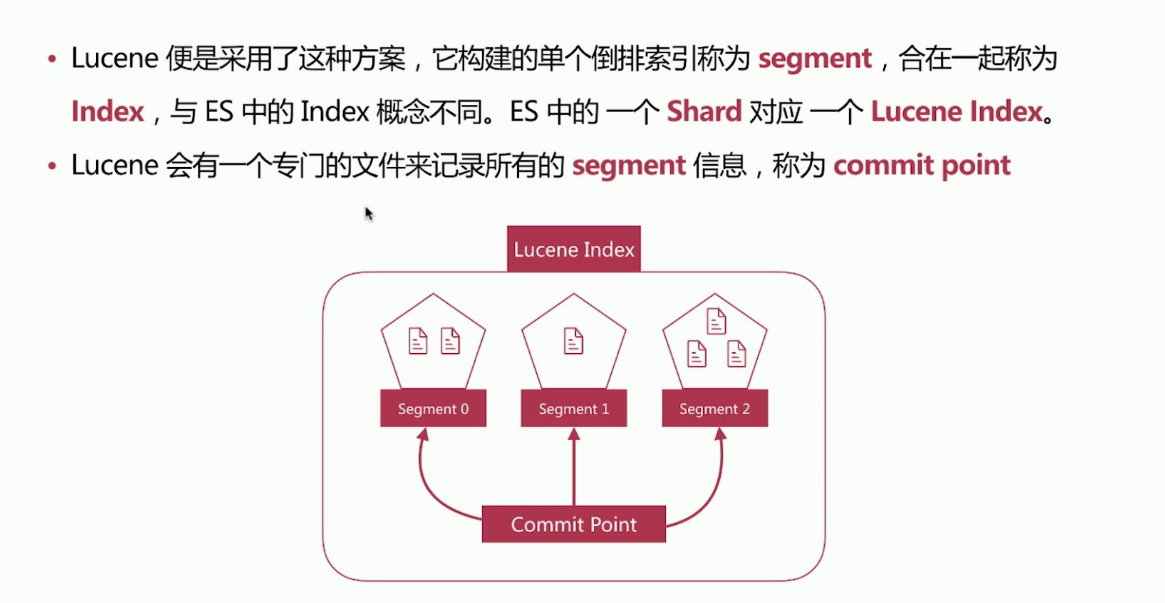 • Lucene 便是采用了这种方案，它构建的单个倒排索引称为 segment，合在一起称为
Index，与 ES 中的 Index 概念不同。ES 中的 一个 Shard 对应 一个 Lucene Index。
• Lucene 会有一个专门的文件来记录所有的 segment 信息，称为 commit point
Lucene Index
Segment 0
Segment 1
Segment 2
Commit Point